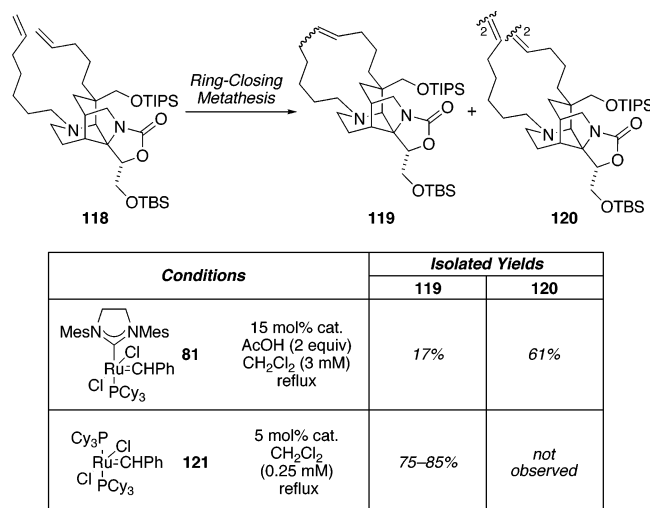 Ring-Closing
Metathesis
OTIPS
N
N
O
O
OTBS
118
OTIPS
N
N
O
O
OTBS
119
+
2
2
OTIPS
N
N
O
O
OTBS
120
Conditions
Isolated Yields
119
120
MesN
NMes
Cl
Ru=CHPh
Cl
PCy3
81
15 mol% cat.
AcOH (2 equiv)
CH2Cl2 (3 mM)
reflux
17%
61%
Cy3P
Cl
Ru=CHPh
Cl
PCy3
121
5 mol% cat.
CH2Cl2
(0.25 mM)
reflux
75–85%
not
observed